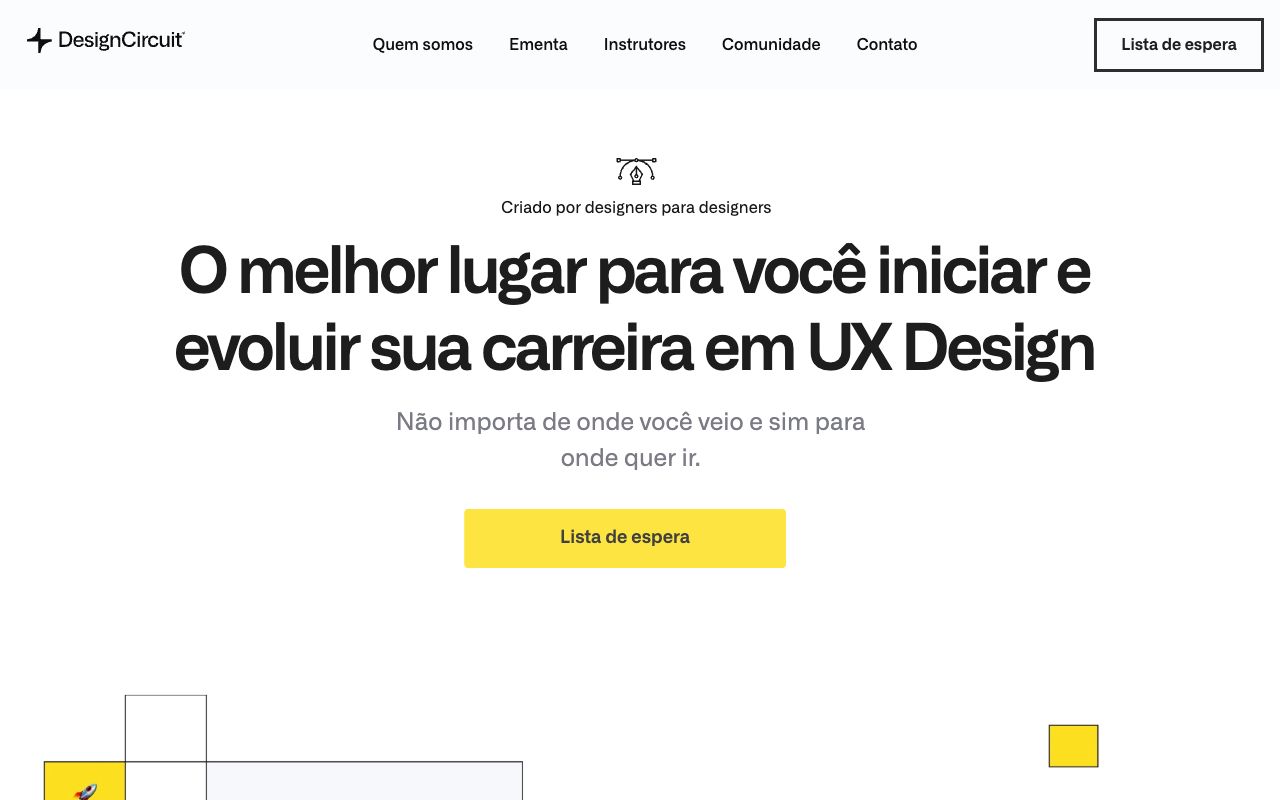 DesignCircuit
Quem somos
Ementa
Instrutores
Comunidade
Contato
Lista de espera
Criado por designers para designers
O melhor lugar para você iniciar e
evoluir sua carreira em UX Design
Não importa de onde você veio e sim para
onde quer ir.
Lista de espera